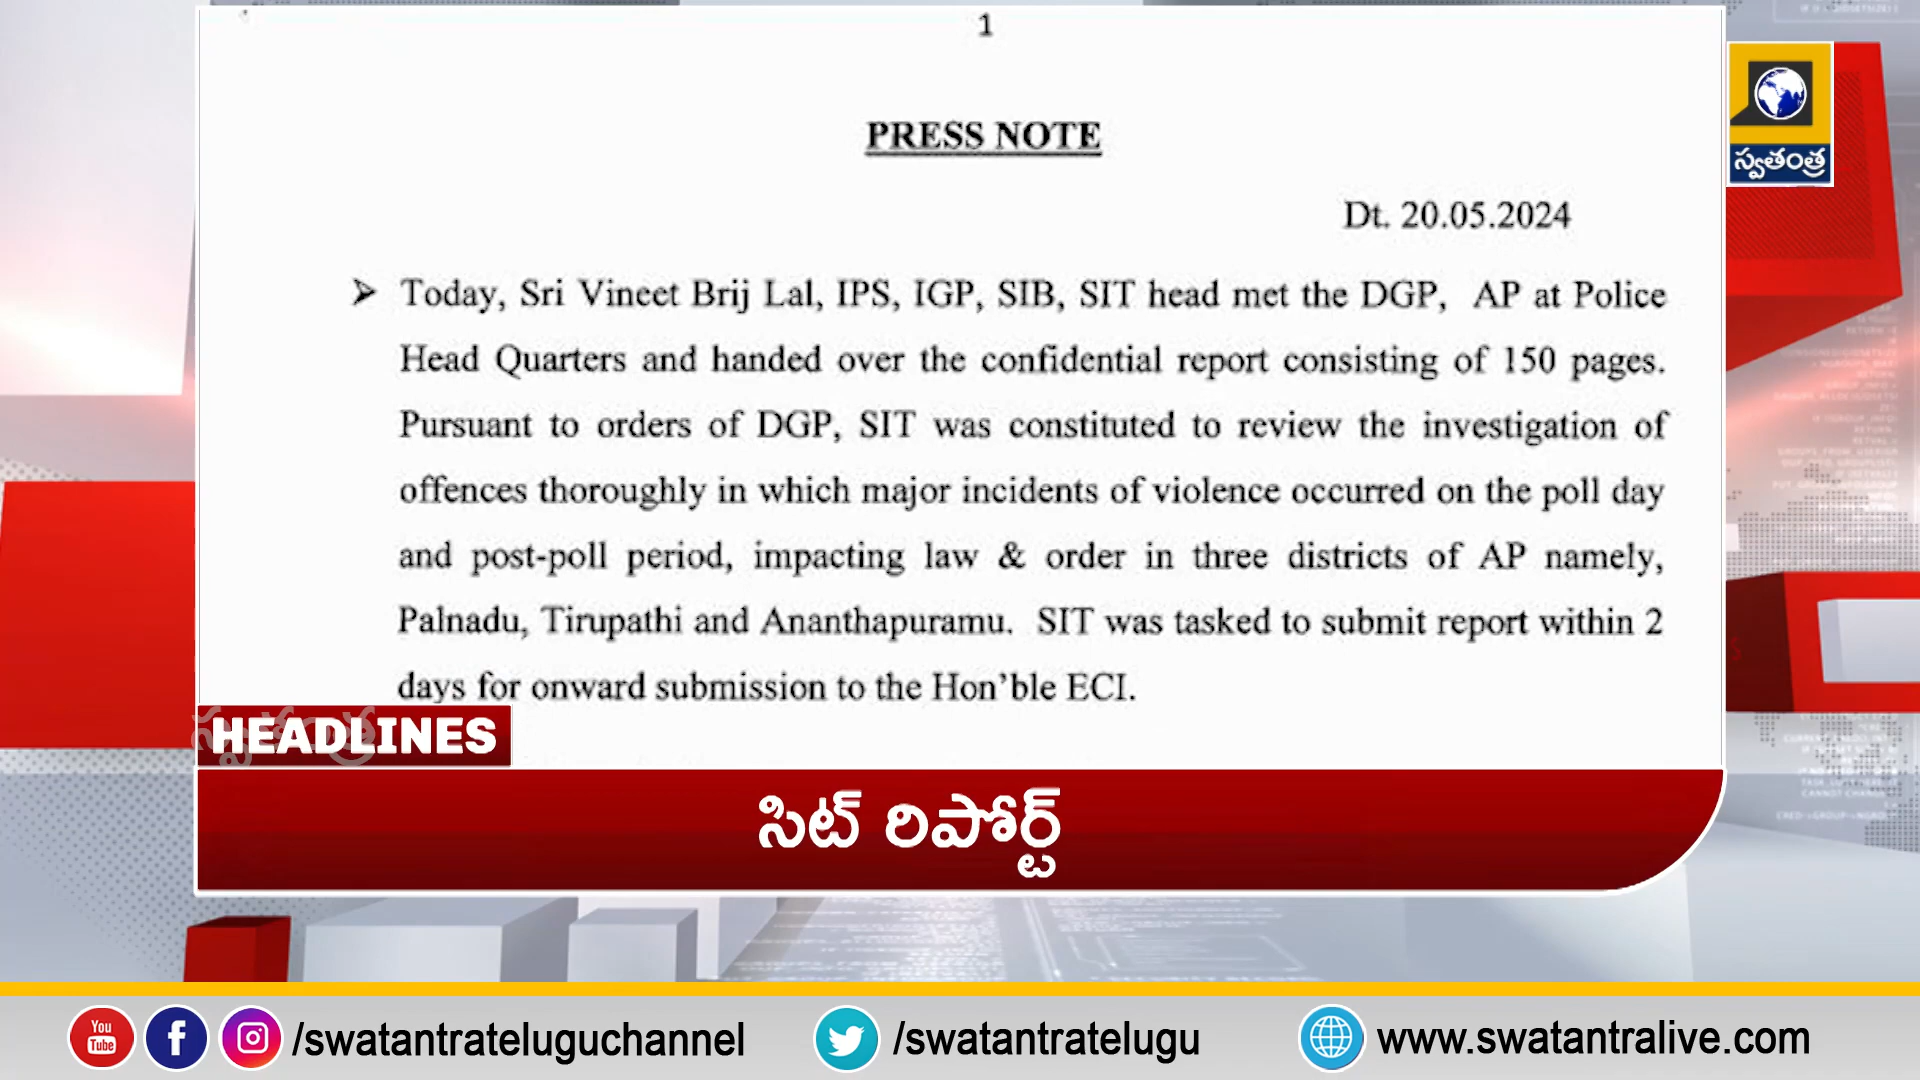 1
PRESS NOTE
Dt. 20.05.2024
➢ Today, Sri Vineet Brij Lal, IPS, IGP, SIB, SIT head met the DGP, AP at Police
Head Quarters and handed over the confidential report consisting of 150 pages.
Pursuant to orders of DGP, SIT was constituted to review the investigation of
offences thoroughly in which major incidents of violence occurred on the poll day
and post-poll period, impacting law & order in three districts of AP namely,
Palnadu, Tirupathi and Ananthapuramu. SIT was tasked to submit report within 2
days for onward submission to the Hon'ble ECI.
స్వతంత్ర
HEADLINES
సిట్ రిపోర్ట్
You Tube /swatantrateluguchannel /swatantratelugu www.swatantralive.com